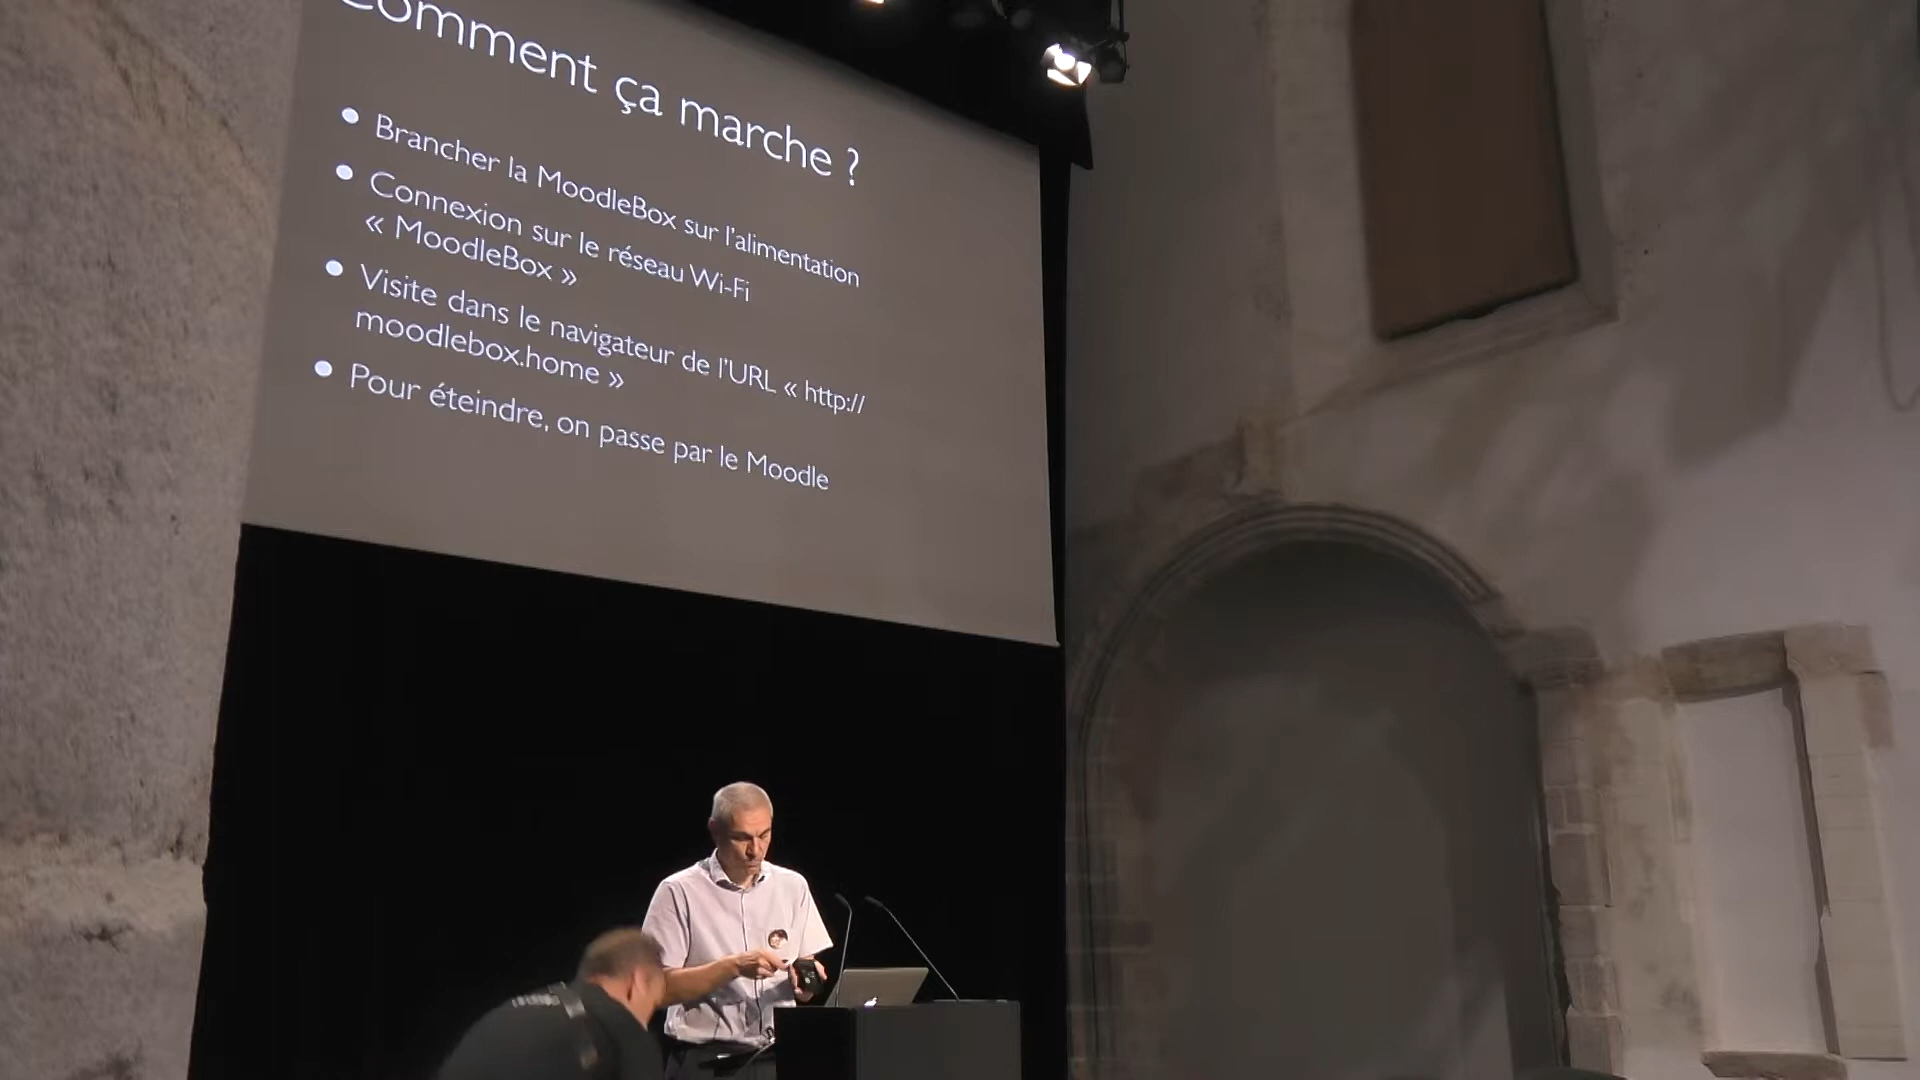 Comment ça marche ?
• Brancher la MoodleBox sur l'alimentation
• Connexion sur le réseau Wi-Fi
« MoodleBox »
• Visite dans le navigateur de l'URL « http://
moodlebox.home »
• Pour éteindre, on passe par le Moodle